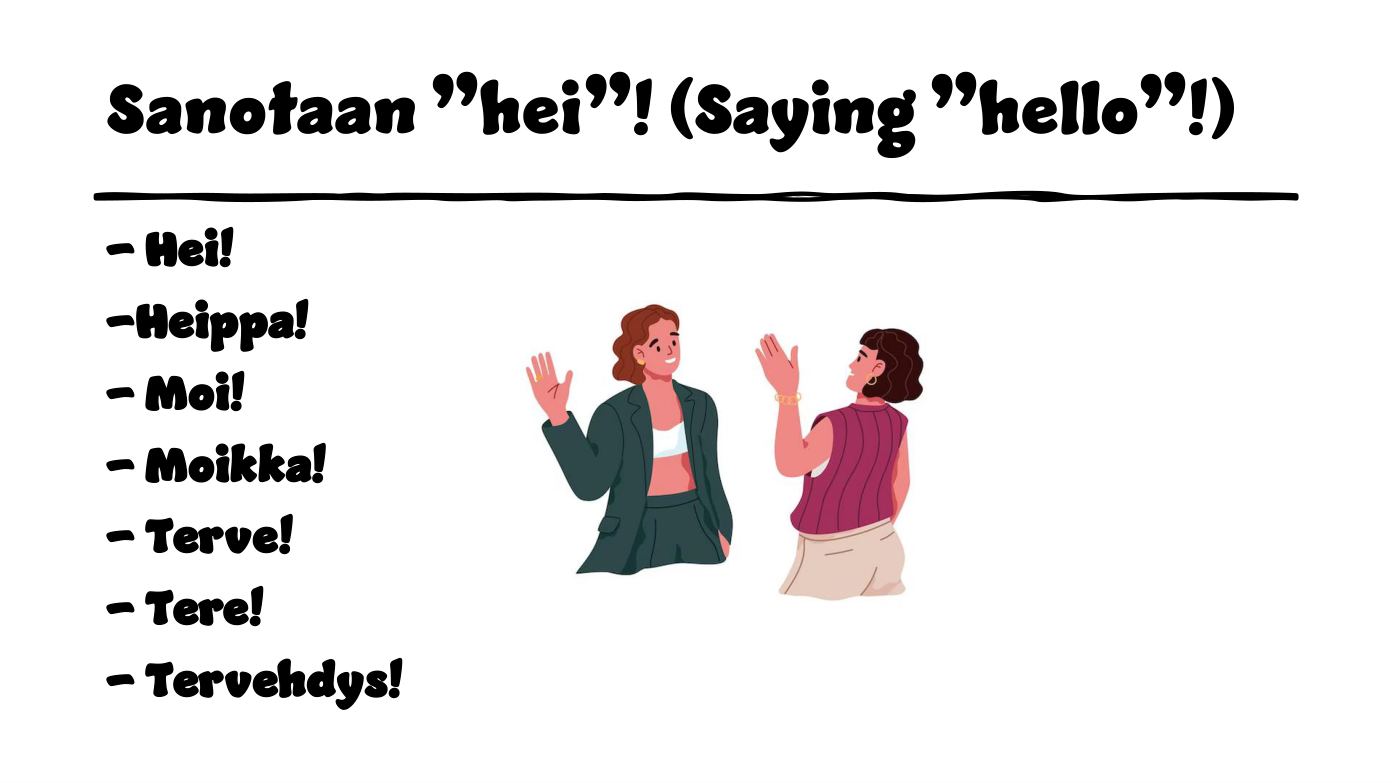 Sanotaan ”hei”! (Saying ”hello”!)
- Hei!
-Heippa!
- Moi!
- Moikka!
- Terve!
- Tere!
- Tervehdys!